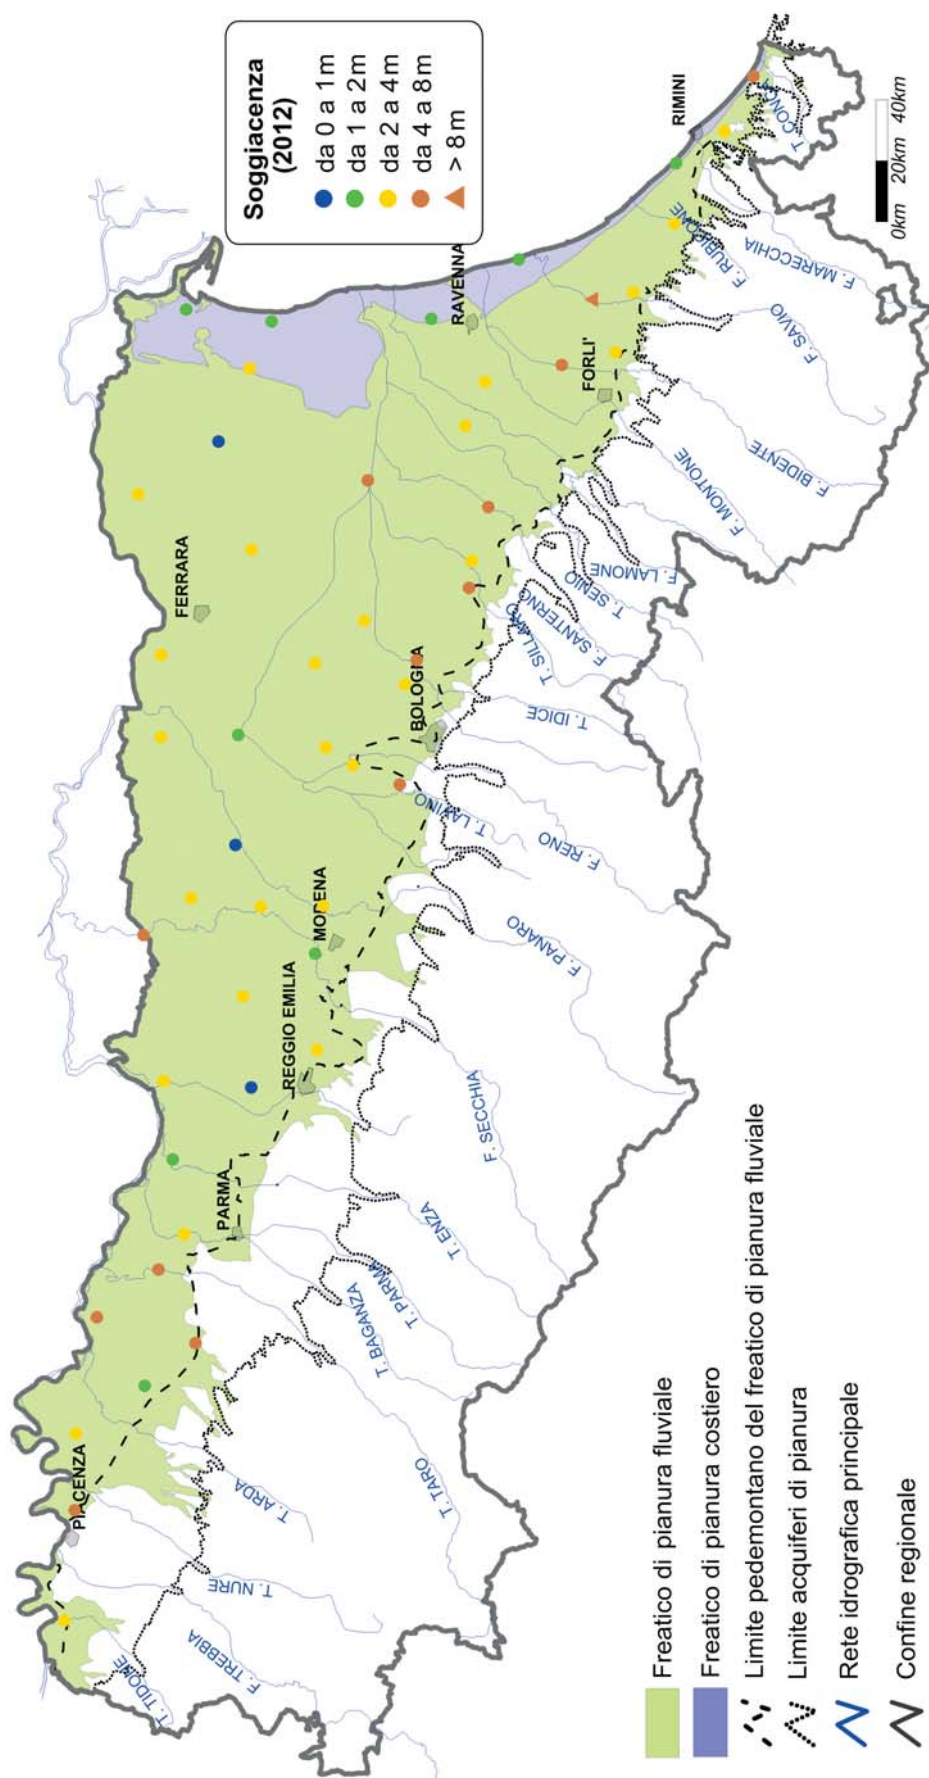 Soggiacenza
(2012)
da 0 a 1m
da 1 a 2m
da 2 a 4m
da 4 a 8m
> 8m
PIACENZA
PARMA
REGGIO EMILIA
MODENA
BOLOGNA
FERRARA
RAVENNA
FORLI'
RIMINI
T. TIDONE
F. TREBBIA
T. NURE
T. ARDA
T. TARO
T. BAGANZA
T. PARMA
T. ENZA
F. SECCHIA
F. PANARO
T. LAVINO
F. RENO
T. IDICE
T. SILLARO
F. SANTERNO
T. SENIO
F. LAMONE
F. MONTONE
F. BIDENTE
F. SAVIO
F. RUBICONE
F. MARECCHIA
T. CONCA
0km 20km 40km
Freatico di pianura fluviale
Freatico di pianura costiero
Limite pedemontano del freatico di pianura fluviale
Limite acquiferi di pianura
Rete idrografica principale
Confine regionale